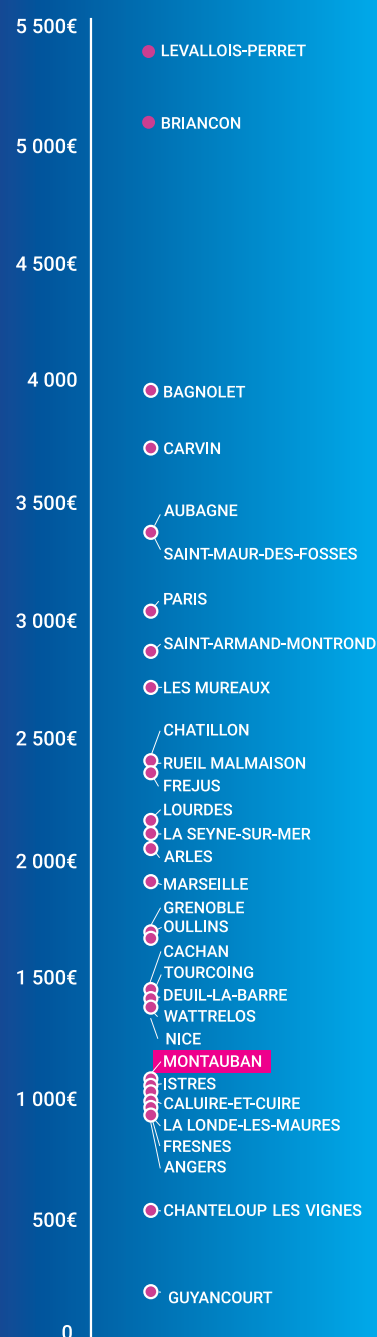 5 500€
LEVALLOIS-PERRET
BRIANCON
5 000€
4 500€
4 000
BAGNOLET
CARVIN
3 500€
AUBAGNE
SAINT-MAUR-DES-FOSSES
PARIS
3 000€
SAINT-ARMAND-MONTROND
LES MUREAUX
CHATILLON
2 500€
RUEIL MALMAISON
FREJUS
LOURDES
LA SEYNE-SUR-MER
ARLES
2 000€
MARSEILLE
GRENOBLE
OULLINS
CACHAN
TOURCOING
1 500€
DEUIL-LA-BARRE
WATTRELOS
NICE
MONTAUBAN
ISTRES
1 000€
CALUIRE-ET-CUIRE
LA LONDE-LES-MAURES
FRESNES
ANGERS
CHANTELOUP LES VIGNES
500€
GUYANCOURT
0